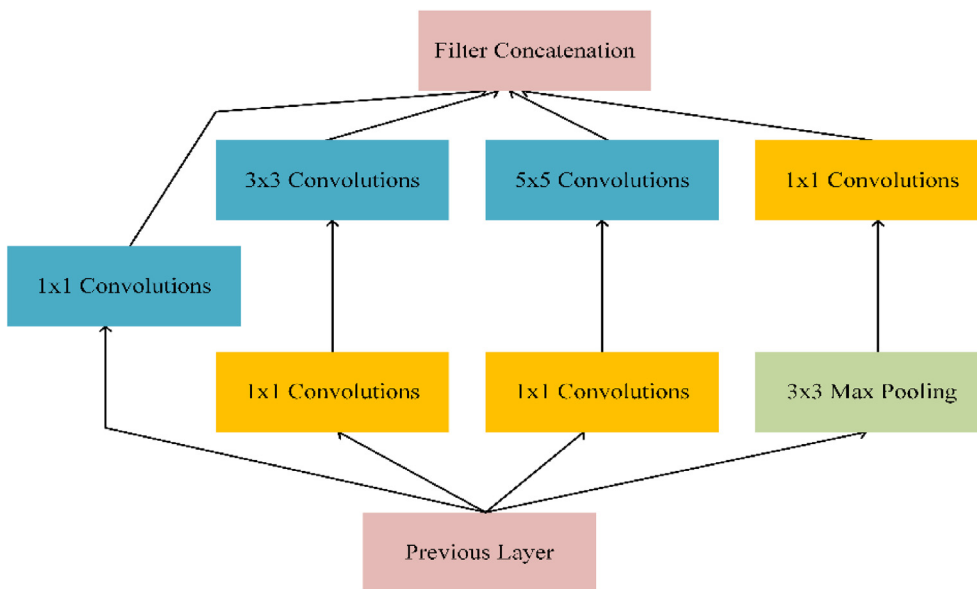 Filter Concatenation
3x3 Convolutions
5x5 Convolutions
1x1 Convolutions
1x1 Convolutions
1x1 Convolutions
1x1 Convolutions
3x3 Max Pooling
Previous Layer